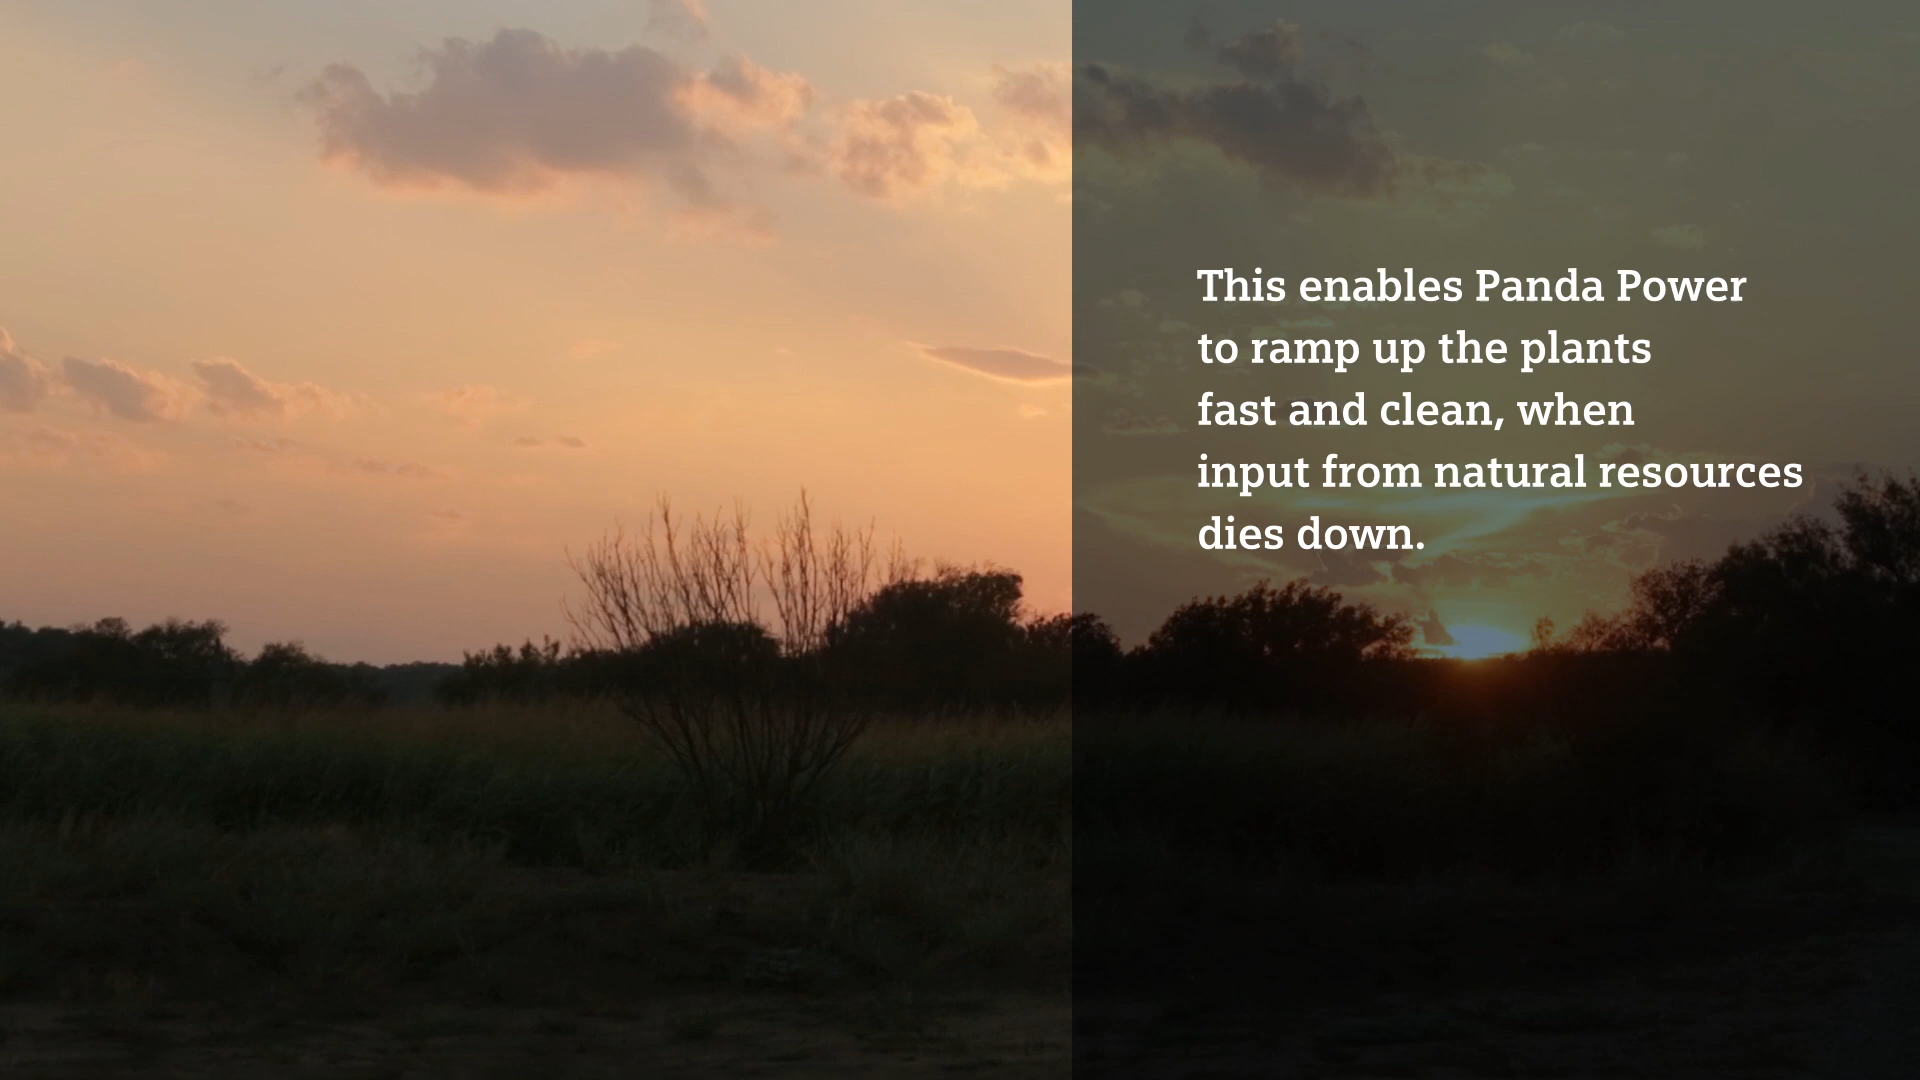 This enables Panda Power
to ramp up the plants
fast and clean, when
input from natural resources
dies down.